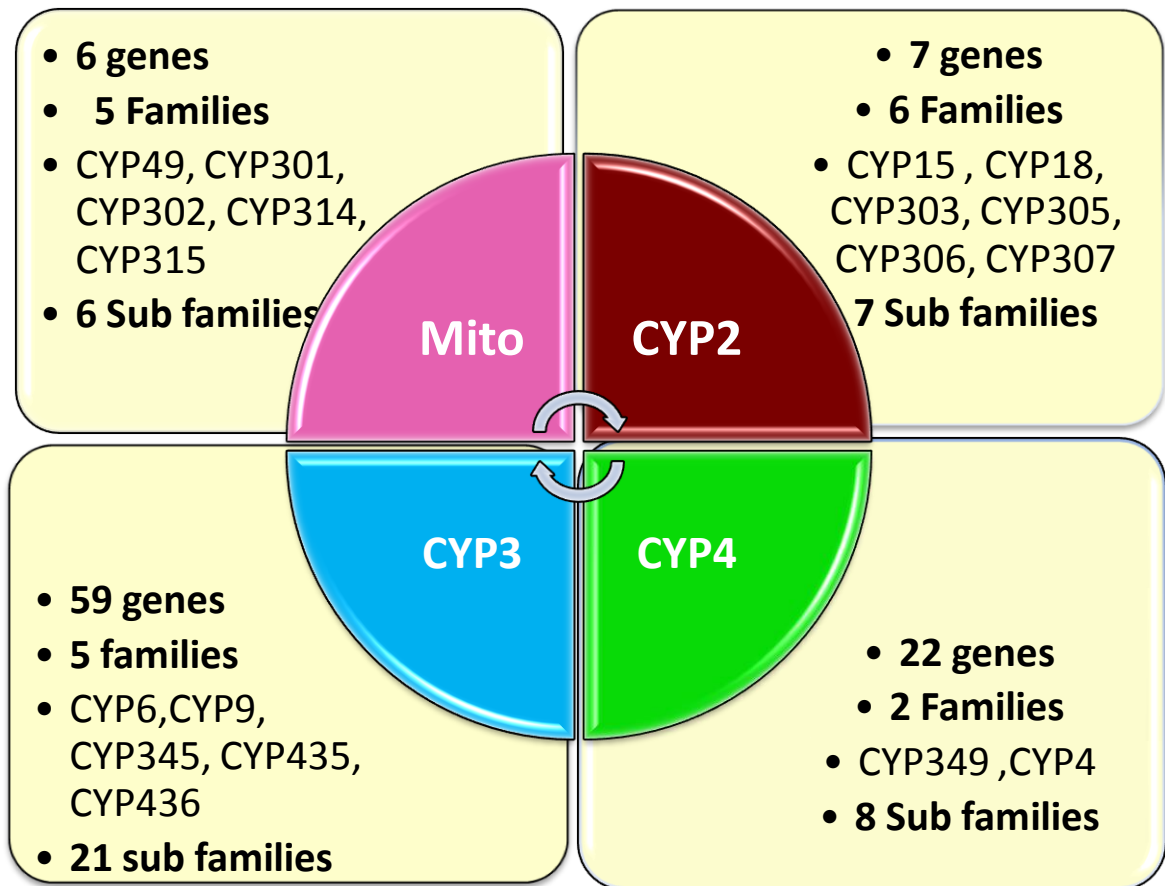 • 6 genes
• 5 Families
• CYP49, CYP301,
CYP302, CYP314,
CYP315
• 6 Sub families
• 7 genes
• 6 Families
• CYP15 , CYP18,
CYP303, CYP305,
CYP306, CYP307
7 Sub families
Mito
CYP2
CYP3
CYP4
• 59 genes
• 5 families
• CYP6,CYP9,
CYP345, CYP435,
CYP436
• 21 sub families
• 22 genes
• 2 Families
• CYP349 ,CYP4
• 8 Sub families